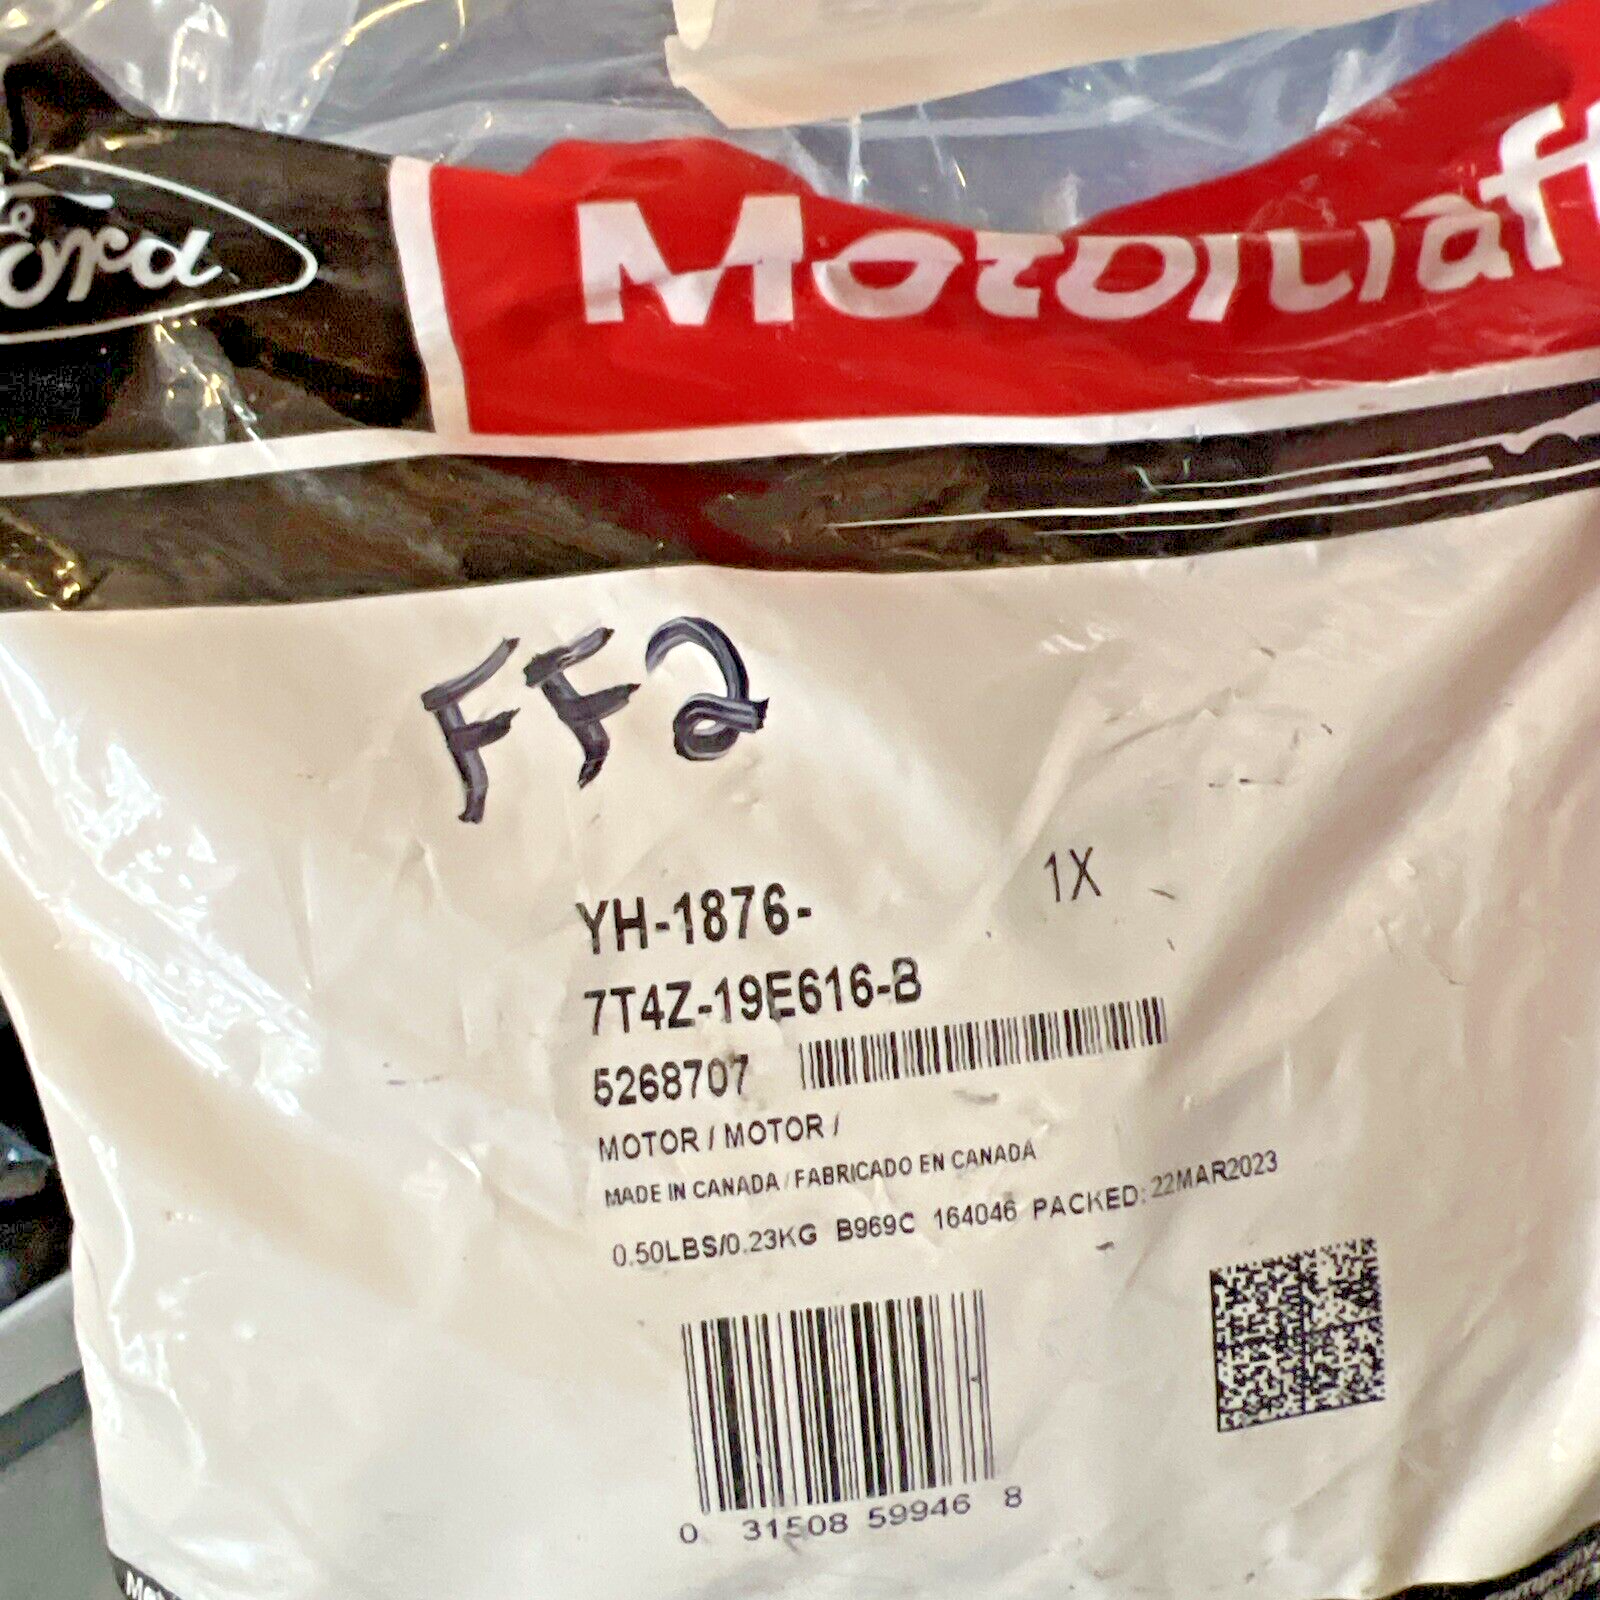 Ford
Motorcraft
FF2
YH-1876-
1X
7T4Z-19E616-B
5268707
MOTOR / MOTOR /
MADE IN CANADA / FABRICADO EN CANADA
0.50LBS/0.23KG B969C 164046 PACKED: 22MAR2023
0 31508 59946 8